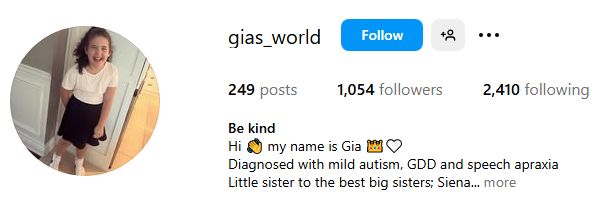 gias_world Follow
249 posts 1,054 followers 2,410 following
Be kind
Hi 👏 my name is Gia 👑🤍
Diagnosed with mild autism, GDD and speech apraxia
Little sister to the best big sisters; Siena... more